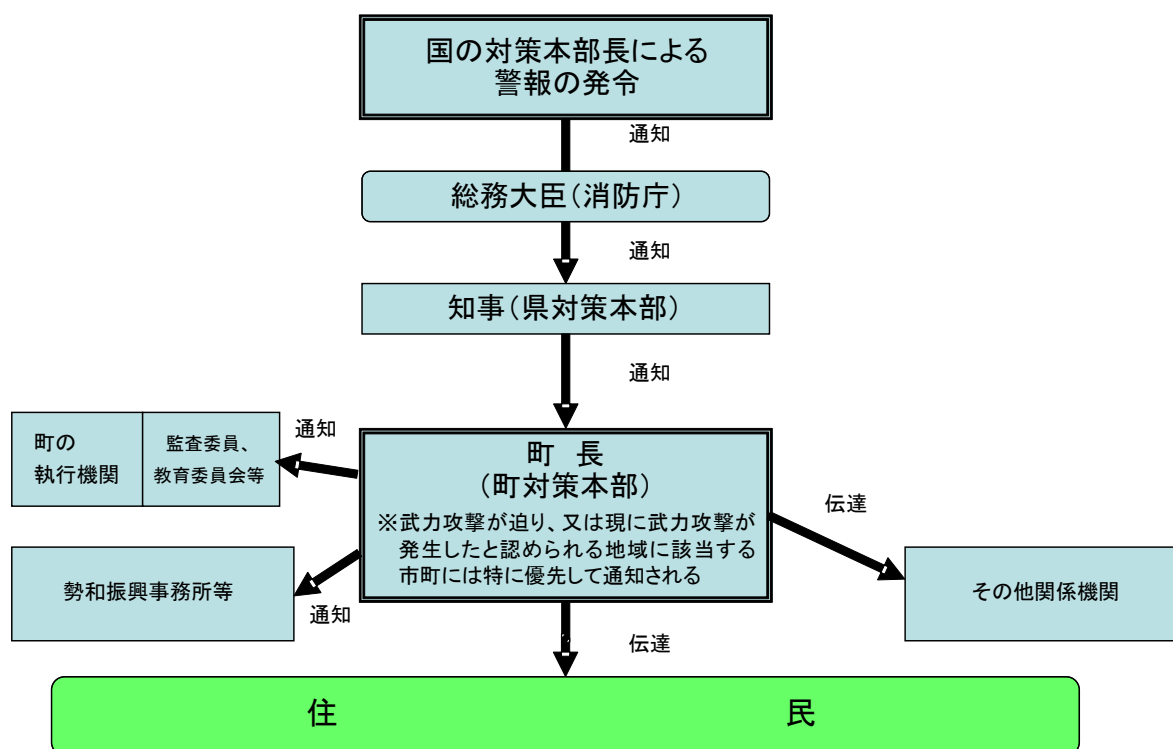 国の対策本部長による
警報の発令
通知
総務大臣（消防庁）
通知
知事（県対策本部）
通知
町の
執行機関
監査委員、
教育委員会等
通知
町　長
（町対策本部）
※武力攻撃が迫り、又は現に武力攻撃が
発生したと認められる地域に該当する
市町には特に優先して通知される
伝達
勢和振興事務所等
通知
その他関係機関
伝達
住　民